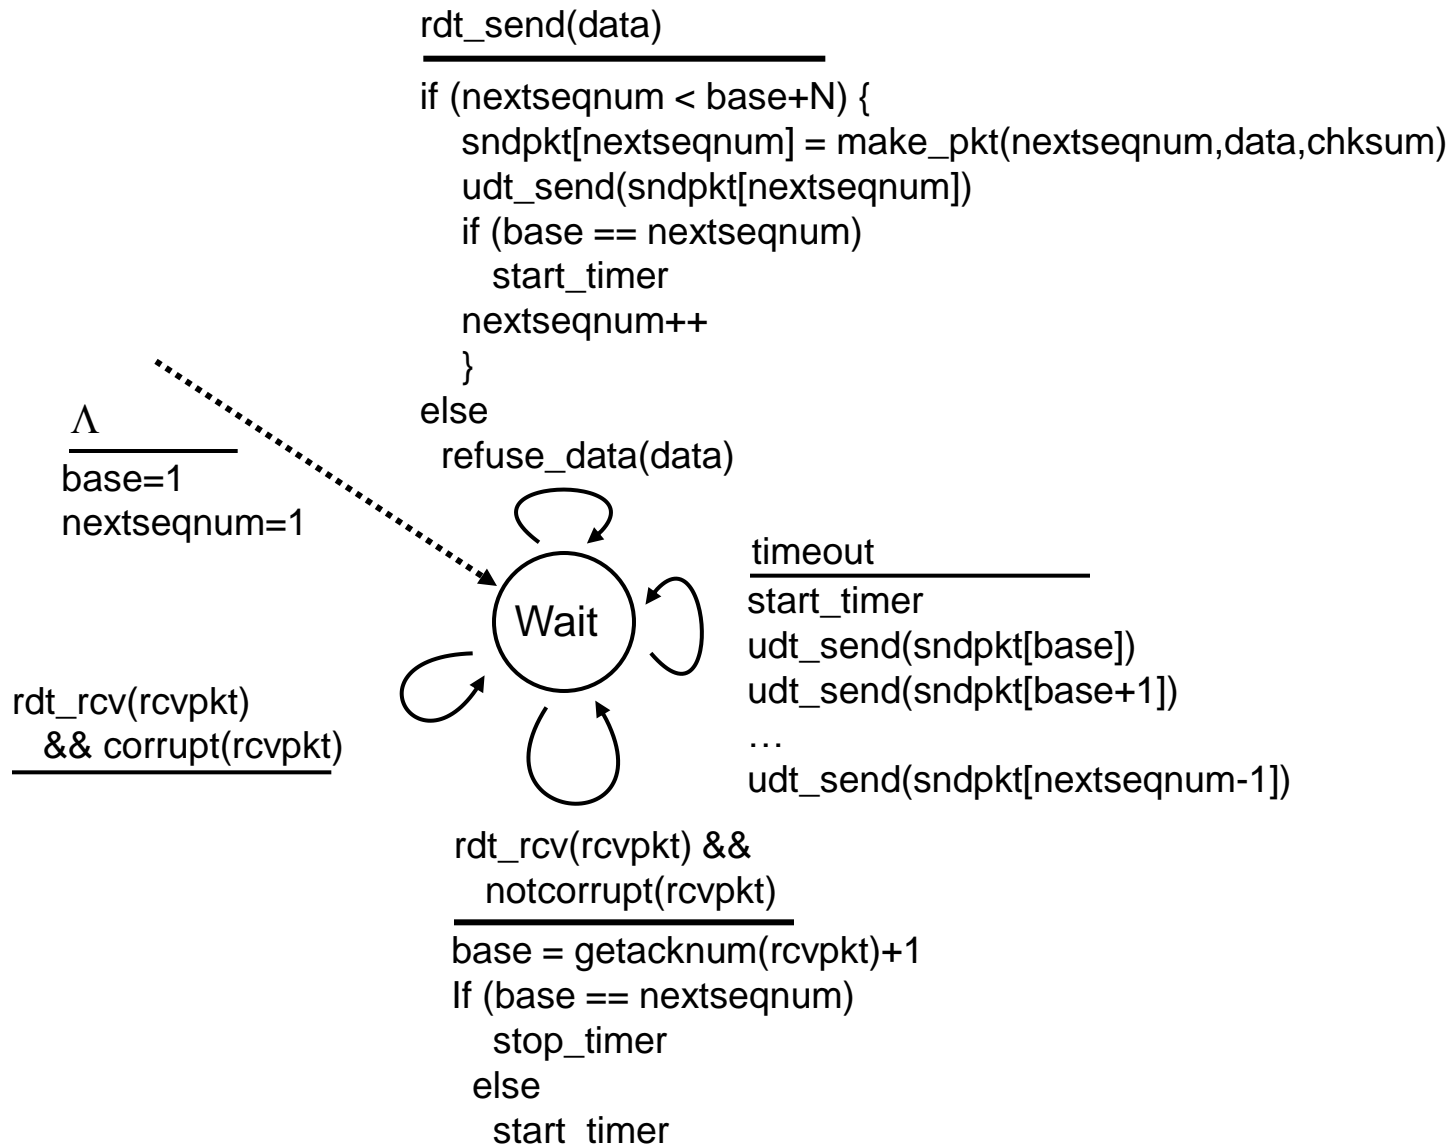 rdt_send(data)
if (nextseqnum < base+N) {
sndpkt[nextseqnum] = make_pkt(nextseqnum,data,chksum)
udt_send(sndpkt[nextseqnum])
if (base == nextseqnum)
start_timer
nextseqnum++
}
else
refuse_data(data)
Λ
base=1
nextseqnum=1
Wait
timeout
start_timer
udt_send(sndpkt[base])
udt_send(sndpkt[base+1])
…
udt_send(sndpkt[nextseqnum-1])
rdt_rcv(rcvpkt)
&& corrupt(rcvpkt)
rdt_rcv(rcvpkt) &&
notcorrupt(rcvpkt)
base = getacknum(rcvpkt)+1
If (base == nextseqnum)
stop_timer
else
start_timer